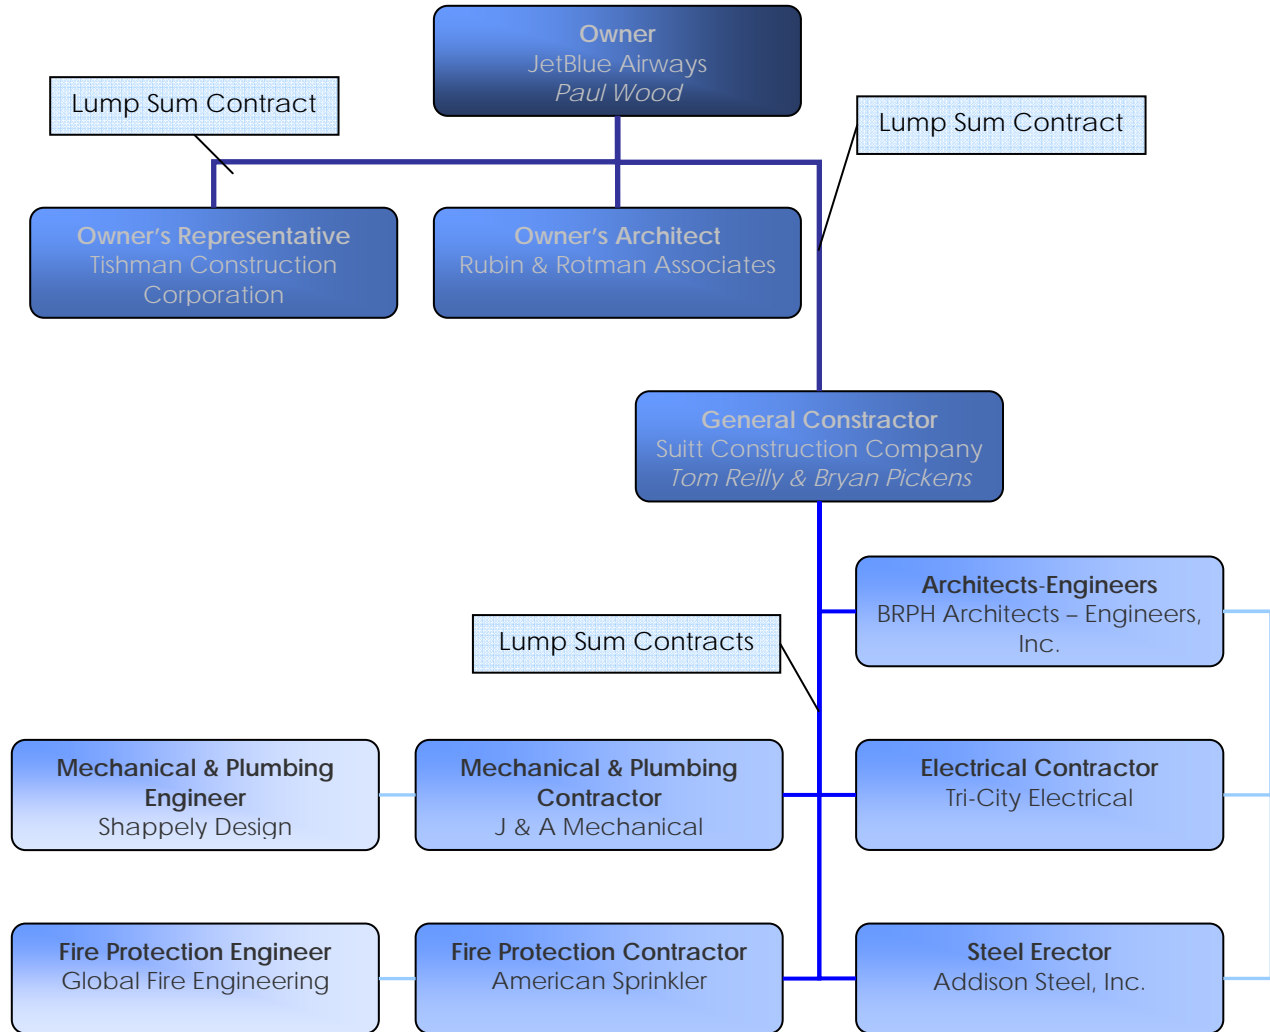 Owner
JetBlue Airways
Paul Wood
Lump Sum Contract
Lump Sum Contract
Owner's Representative
Tishman Construction
Corporation
Owner's Architect
Rubin & Rotman Associates
General Constractor
Suitt Construction Company
Tom Reilly & Bryan Pickens
Architects-Engineers
BRPH Architects – Engineers,
Inc.
Lump Sum Contracts
Mechanical & Plumbing
Engineer
Shappely Design
Mechanical & Plumbing
Contractor
J & A Mechanical
Electrical Contractor
Tri-City Electrical
Fire Protection Engineer
Global Fire Engineering
Fire Protection Contractor
American Sprinkler
Steel Erector
Addison Steel, Inc.